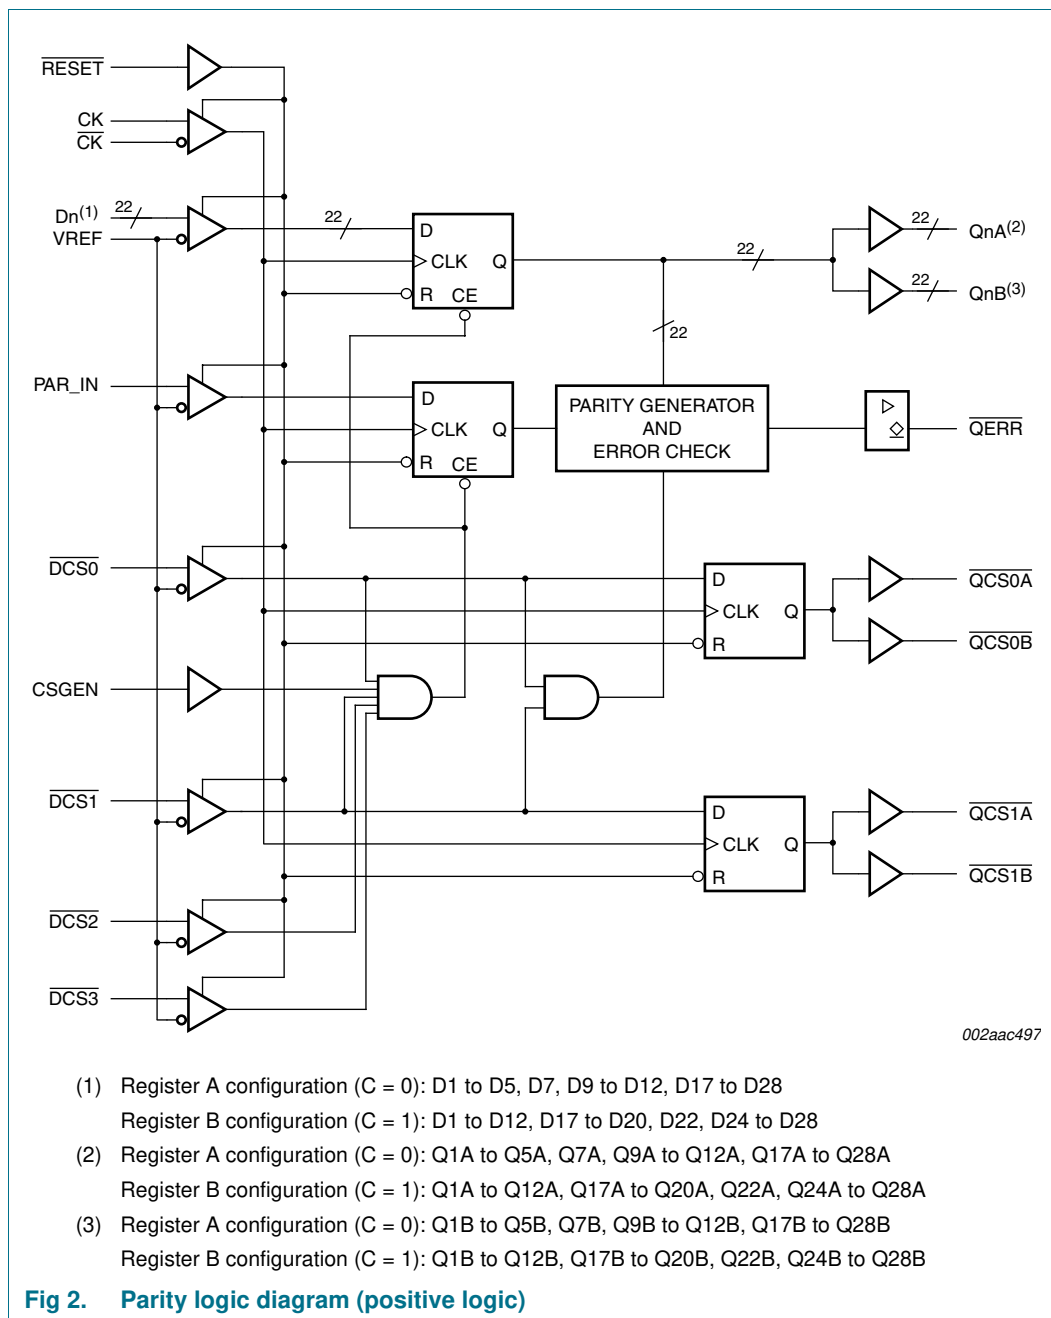 RESET
CK
CK
Dn(1)
22
22
VREF
D
CLK
Q
R
CE
22
22
QnA(2)
22
QnB(3)
22
PAR_IN
D
CLK
Q
R
CE
PARITY GENERATOR
AND
ERROR CHECK
QERR
DCS0
D
CLK
Q
R
QCS0A
QCS0B
CSGEN
DCS1
D
CLK
Q
R
QCS1A
QCS1B
DCS2
DCS3
002aac497
(1) Register A configuration (C = 0): D1 to D5, D7, D9 to D12, D17 to D28
Register B configuration (C = 1): D1 to D12, D17 to D20, D22, D24 to D28
(2) Register A configuration (C = 0): Q1A to Q5A, Q7A, Q9A to Q12A, Q17A to Q28A
Register B configuration (C = 1): Q1A to Q12A, Q17A to Q20A, Q22A, Q24A to Q28A
(3) Register A configuration (C = 0): Q1B to Q5B, Q7B, Q9B to Q12B, Q17B to Q28B
Register B configuration (C = 1): Q1B to Q12B, Q17B to Q20B, Q22B, Q24B to Q28B
Fig 2. Parity logic diagram (positive logic)